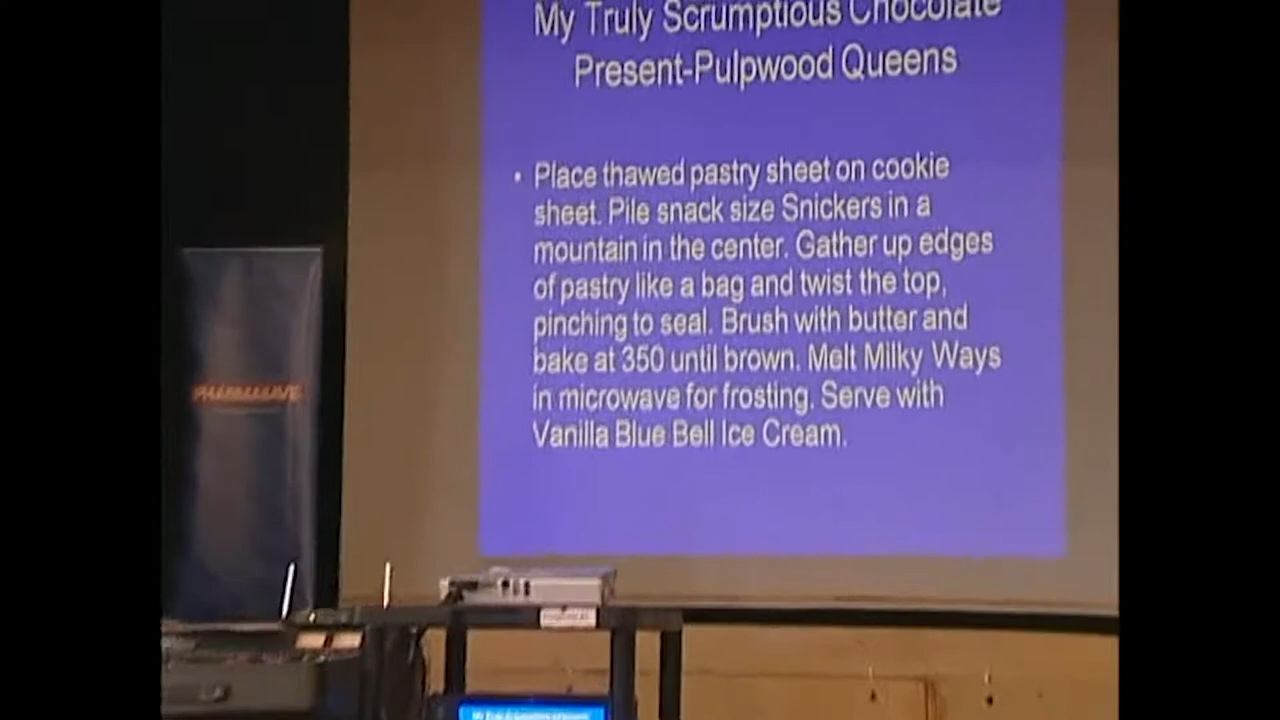 My Truly Scrumptious Chocolate
Present-Pulpwood Queens
• Place thawed pastry sheet on cookie
sheet. Pile snack size Snickers in a
mountain in the center. Gather up edges
of pastry like a bag and twist the top,
pinching to seal. Brush with butter and
bake at 350 until brown. Melt Milky Ways
in microwave for frosting. Serve with
Vanilla Blue Bell Ice Cream.